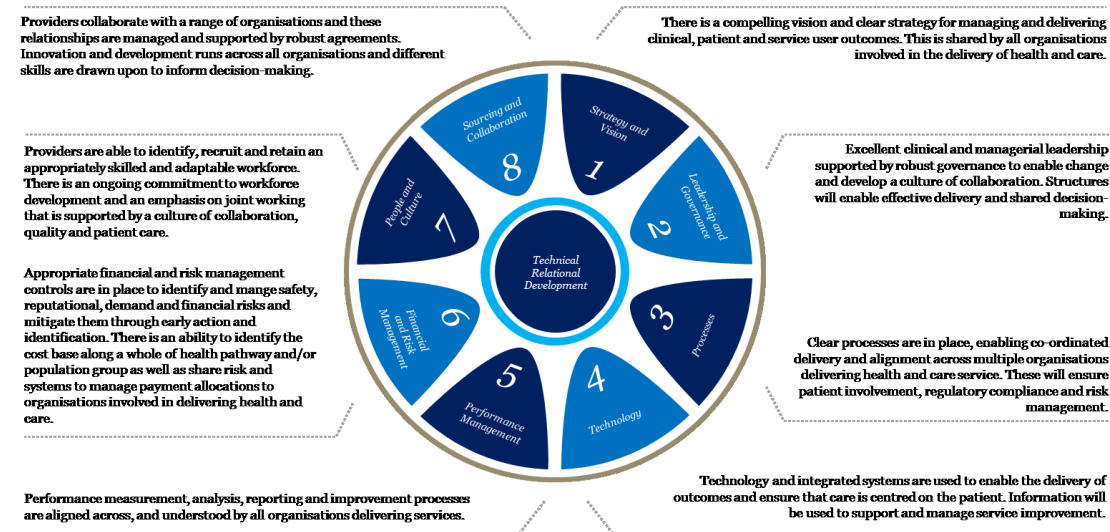 Providers collaborate with a range of organisations and these
relationships are managed and supported by robust agreements.
Innovation and development runs across all organisations and different
skills are drawn upon to inform decision-making.
There is a compelling vision and clear strategy for managing and delivering
clinical, patient and service user outcomes. This is shared by all organisations
involved in the delivery of health and care.
Providers are able to identify, recruit and retain an
appropriately skilled and adaptable workforce.
There is an ongoing commitment to workforce
development and an emphasis on joint working
that is supported by a culture of collaboration,
quality and patient care.
Excellent clinical and managerial leadership
supported by robust governance to enable change
and develop a culture of collaboration. Structures
will enable effective delivery and shared decision-
making.
Appropriate financial and risk management
controls are in place to identify and mange safety,
reputational, demand and financial risks and
mitigate them through early action and
identification. There is an ability to identify the
cost base along a whole of health pathway and/or
population group as well as share risk and
systems to manage payment allocations to
organisations involved in delivering health and
care.
Clear processes are in place, enabling co-ordinated
delivery and alignment across multiple organisations
delivering health and care service. These will ensure
patient involvement, regulatory compliance and risk
management.
Performance measurement, analysis, reporting and improvement processes
are aligned across, and understood by all organisations delivering services.
Technology and integrated systems are used to enable the delivery of
outcomes and ensure that care is centred on the patient. Information will
be used to support and manage service improvement.
Strategy and
Vision
1
Leadership and
Governance
2
Processes
3
Technology
4
Performance
Management
5
Financial
and Risk
Management
6
People and
Culture
7
Sourcing and
Collaboration
8
Technical
Relational
Development